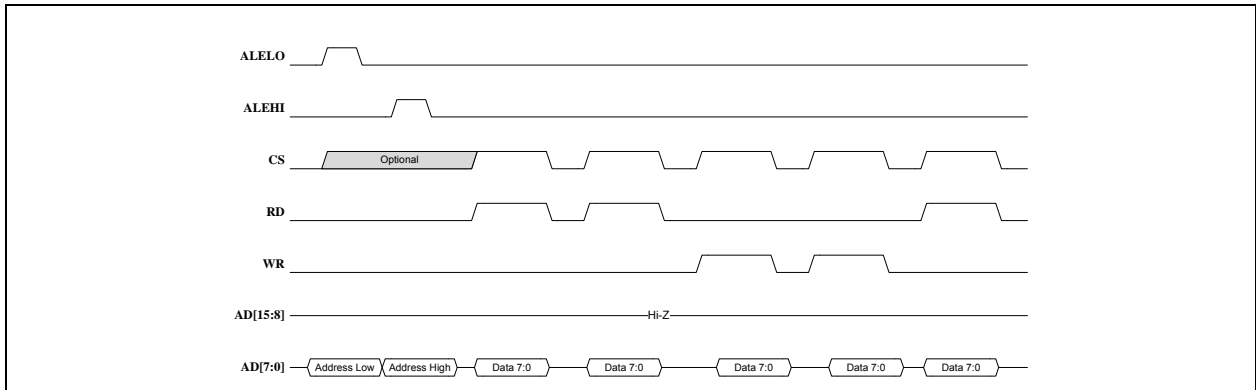 ALELO
ALEHI
CS Optional
RD
WR
AD[15:8] Hi-Z
AD[7:0] Address Low Address High Data 7:0 Data 7:0 Data 7:0 Data 7:0 Data 7:0